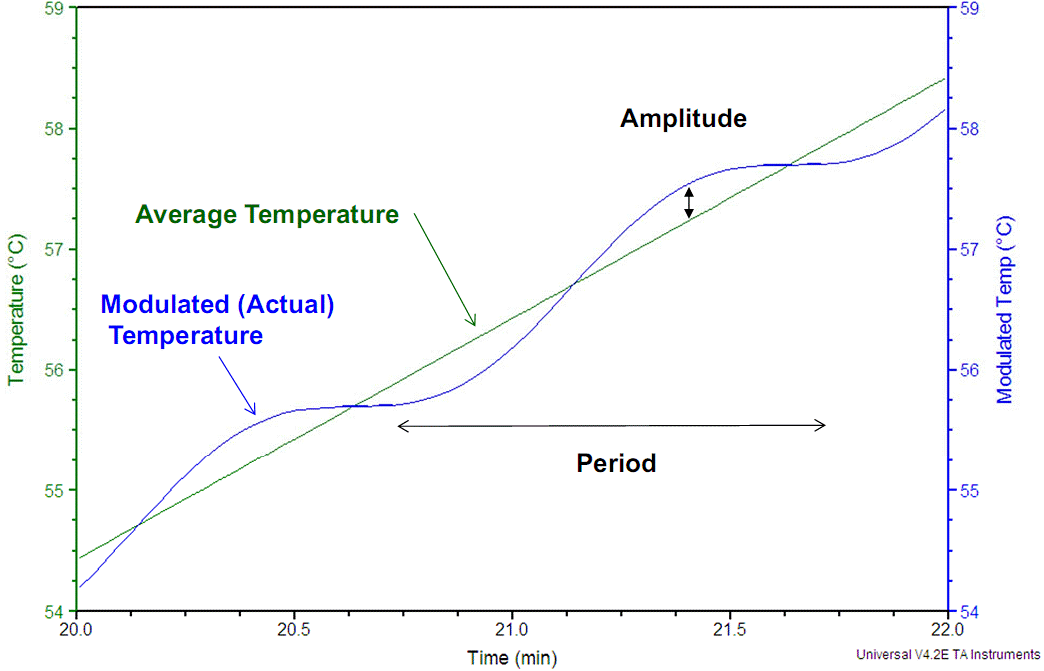 59
58
57
56
55
54
Temperature (°C)
Amplitude
Average Temperature
Modulated (Actual)
Temperature
Period
59
58
57
56
55
54
Modulated Temp (°C)
20.0
20.5
21.0
21.5
22.0
Time (min)
Universal V4.2E TA Instruments